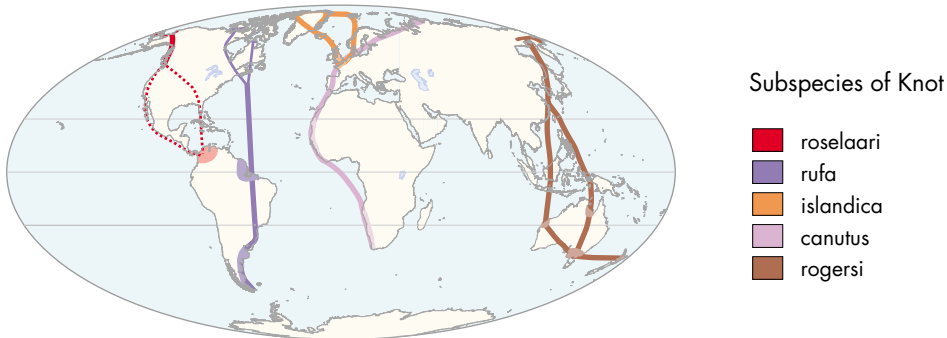 Subspecies of Knot
roselaari
rufa
islandica
canutus
rogersi